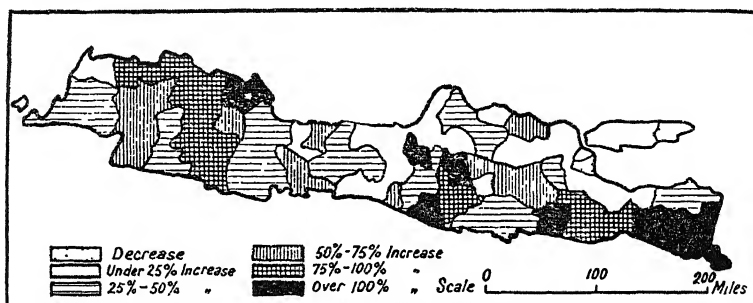 Decrease
Under 25% Increase
25%-50% "
50%-75% Increase
75%-100% "
Over 100% "
Scale 0 100 200 Miles